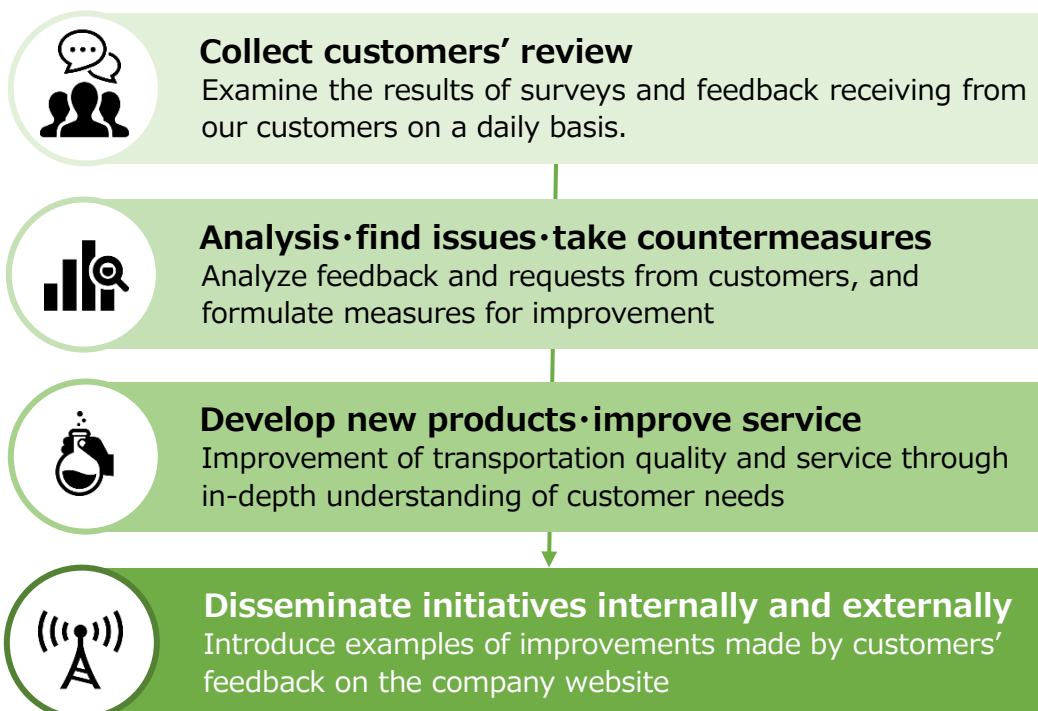 Collect customers’ review
Examine the results of surveys and feedback receiving from
our customers on a daily basis.
Analysis・find issues・take countermeasures
Analyze feedback and requests from customers, and
formulate measures for improvement
Develop new products・improve service
Improvement of transportation quality and service through
in-depth understanding of customer needs
Disseminate initiatives internally and externally
Introduce examples of improvements made by customers’
feedback on the company website